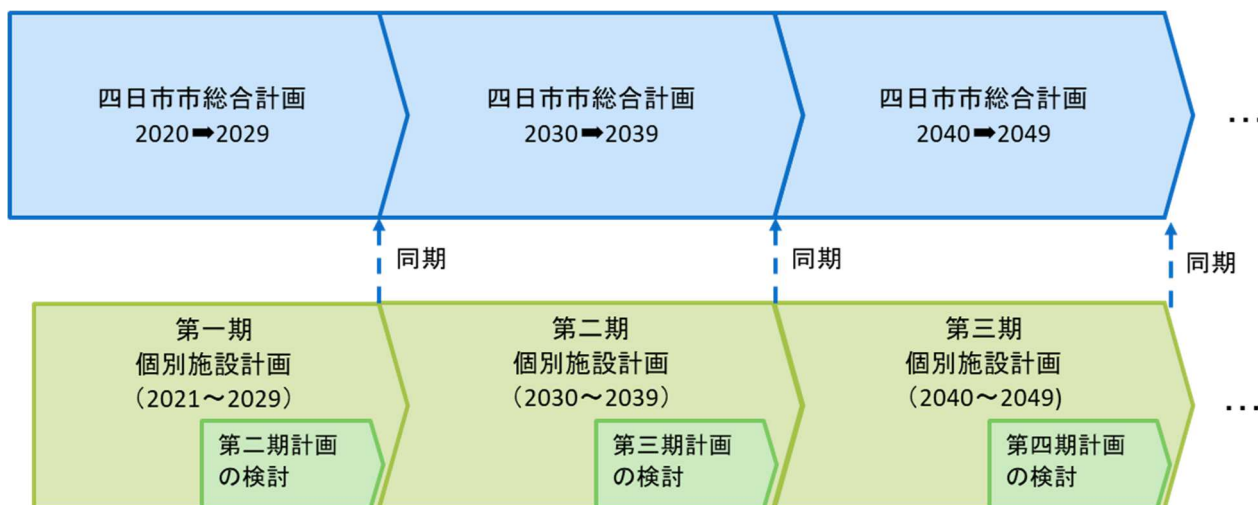 四日市市総合計画
2020➡2029
四日市市総合計画
2030➡2039
四日市市総合計画
2040➡2049
…
同期
同期
同期
第一期
個別施設計画
（2021～2029）
第二期
個別施設計画
（2030～2039）
第三期
個別施設計画
（2040～2049)
…
第二期計画
の検討
第三期計画
の検討
第四期計画
の検討